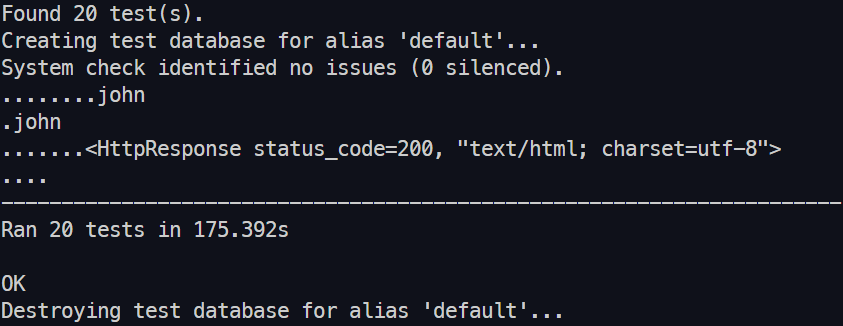 Found 20 test(s).
Creating test database for alias 'default'...
System check identified no issues (0 silenced).
........john
.john
.......<HttpResponse status_code=200, "text/html; charset=utf-8">
....
----------------------------------------------------------------------
Ran 20 tests in 175.392s
OK
Destroying test database for alias 'default'...